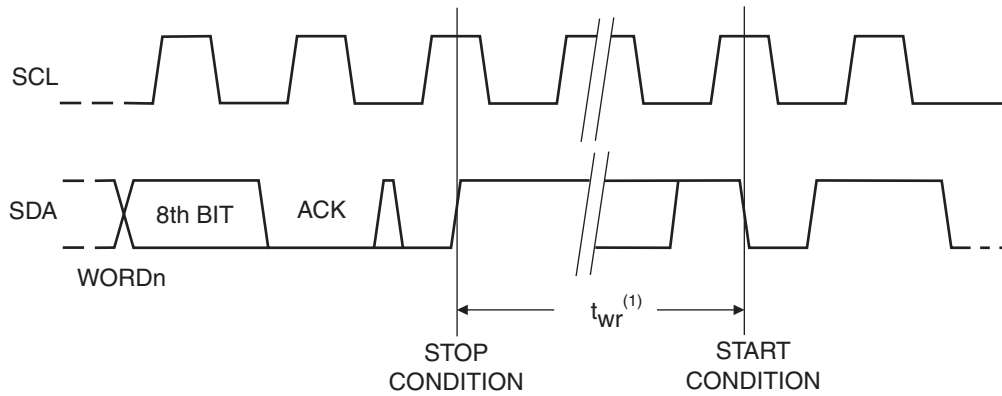 SCL
SDA
8th BIT
ACK
WORDn
twr(1)
STOP
CONDITION
START
CONDITION